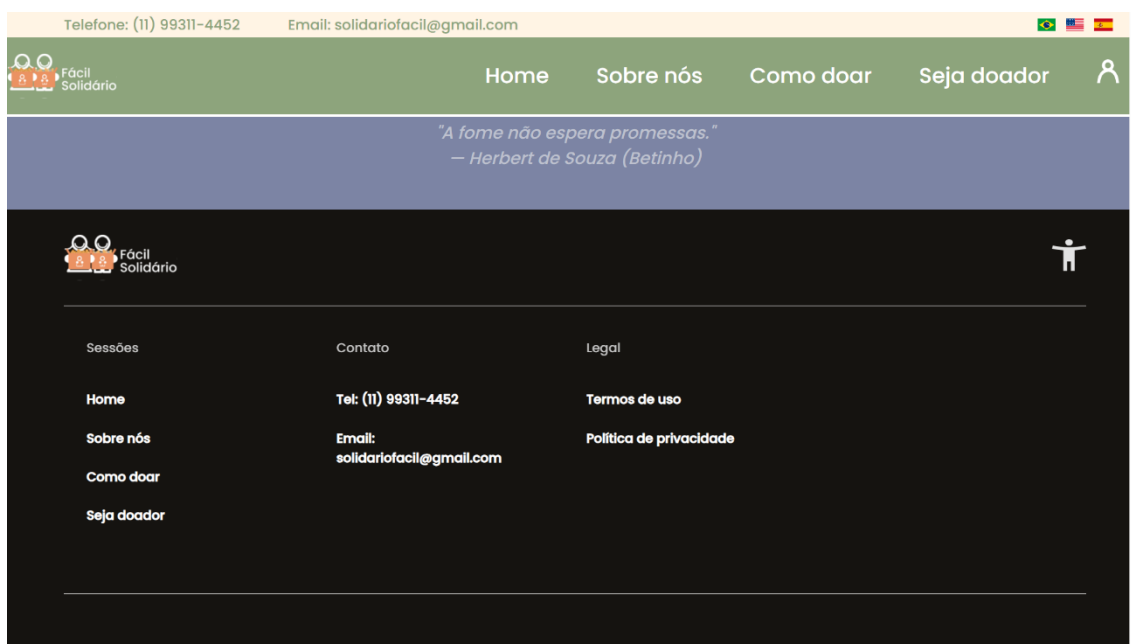 Telefone: (11) 99311-4452 Email: solidariofacil@gmail.com
Fácil
Solidário
Home Sobre nós Como doar Seja doador
"A fome não espera promessas."
— Herbert de Souza (Betinho)
Fácil
Solidário
Sessões
Home
Sobre nós
Como doar
Seja doador
Contato
Tel: (11) 99311-4452
Email:
solidariofacil@gmail.com
Legal
Termos de uso
Política de privacidade